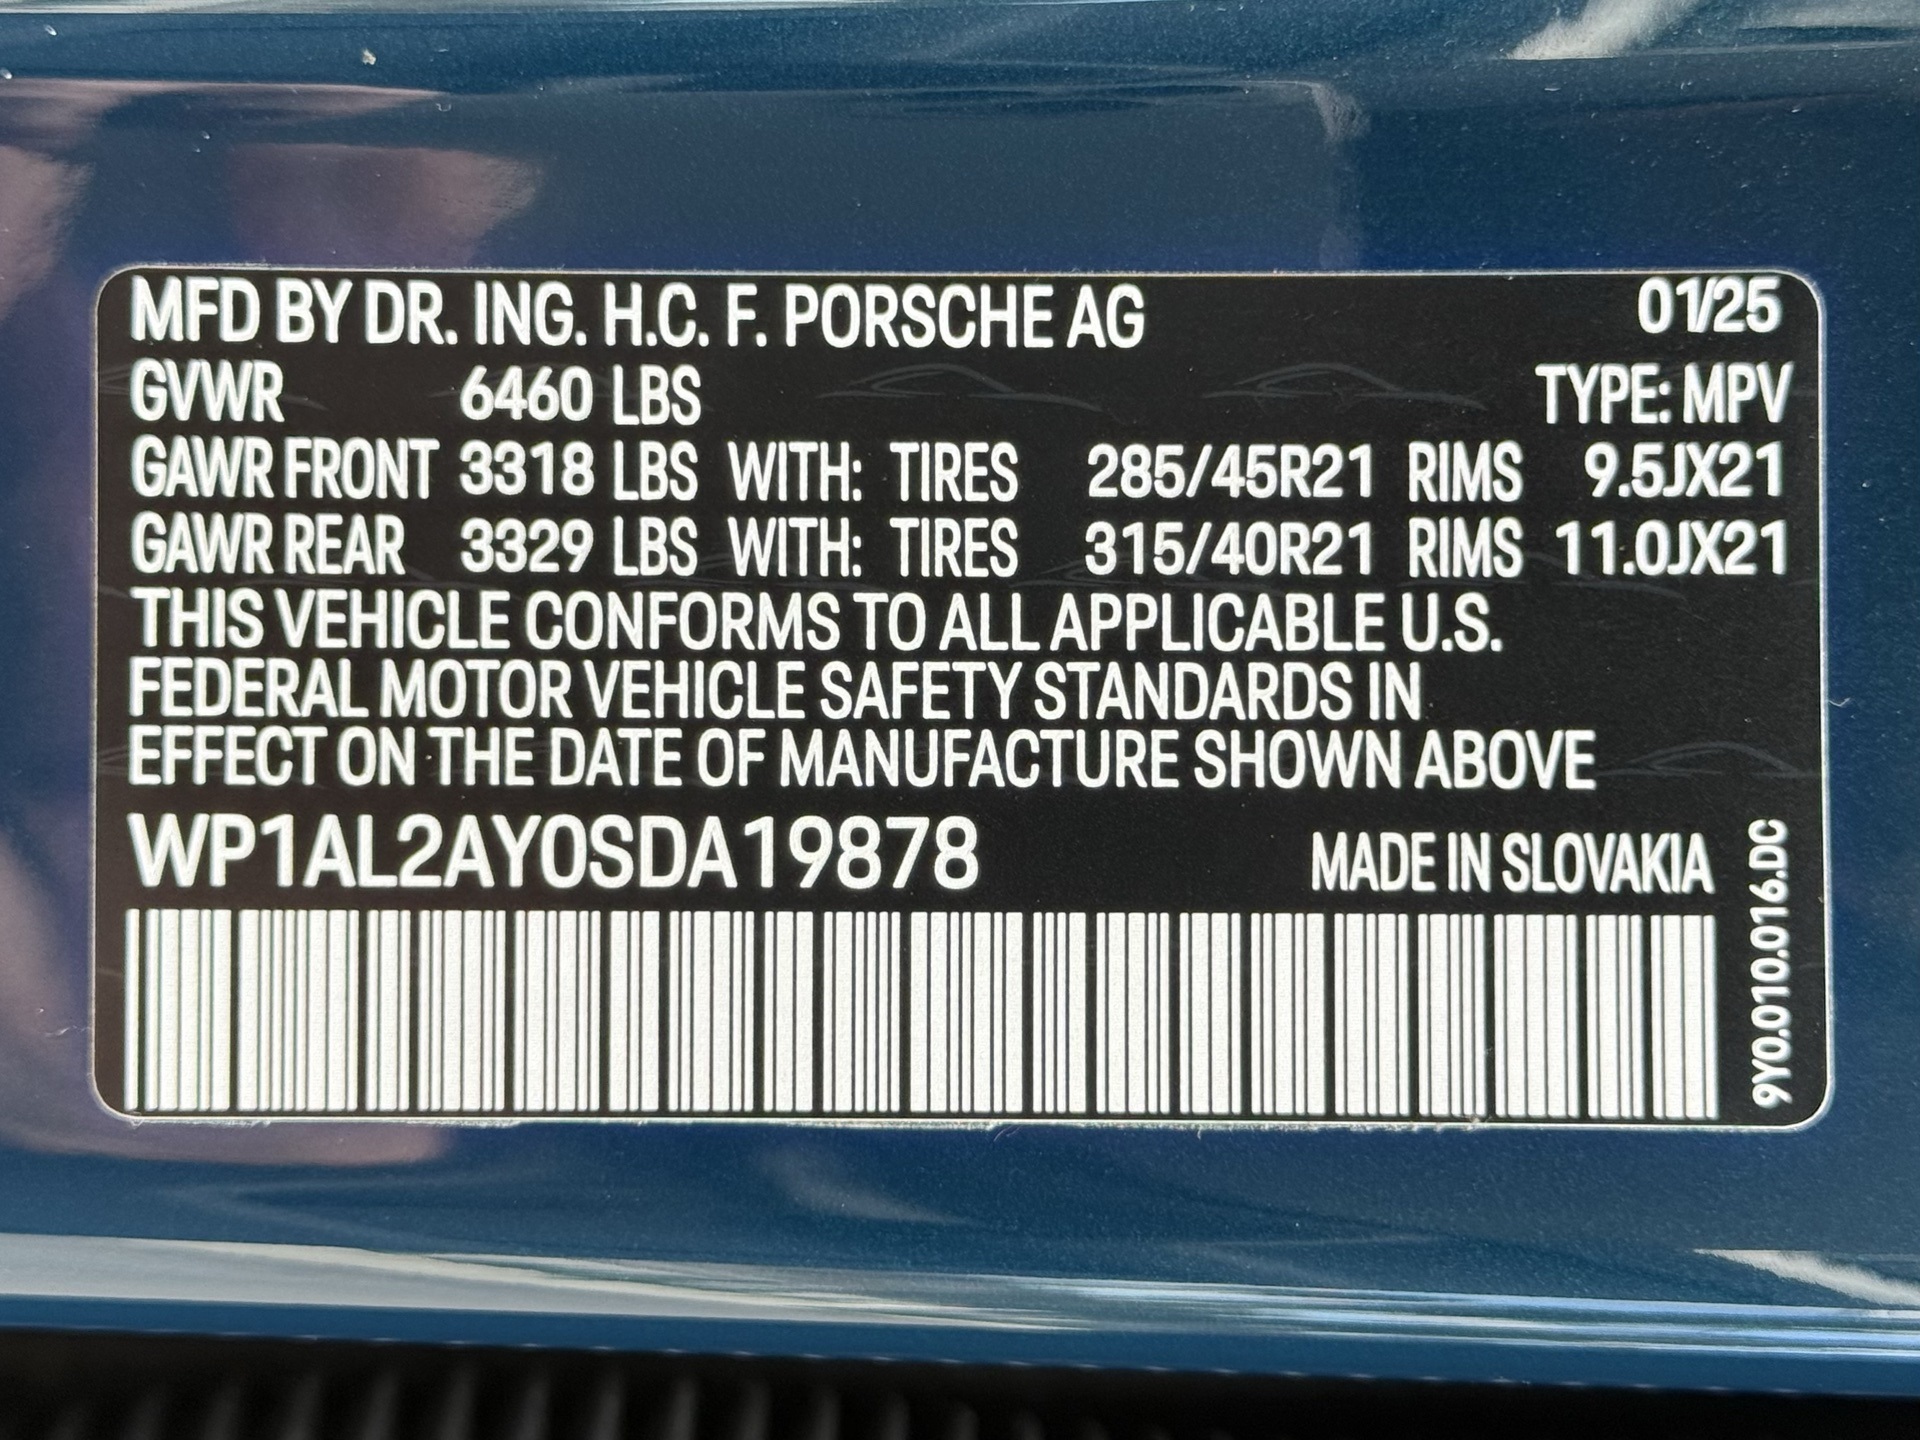 MFD BY DR. ING. H.C. F. PORSCHE AG 01/25
GVWR 6460 LBS TYPE: MPV
GAWR FRONT 3318 LBS WITH: TIRES 285/45R21 RIMS 9.5JX21
GAWR REAR 3329 LBS WITH: TIRES 315/40R21 RIMS 11.0JX21
THIS VEHICLE CONFORMS TO ALL APPLICABLE U.S.
FEDERAL MOTOR VEHICLE SAFETY STANDARDS IN
EFFECT ON THE DATE OF MANUFACTURE SHOWN ABOVE
WP1AL2AY0SDA19878 MADE IN SLOVAKIA
9Y0.010.016.DC